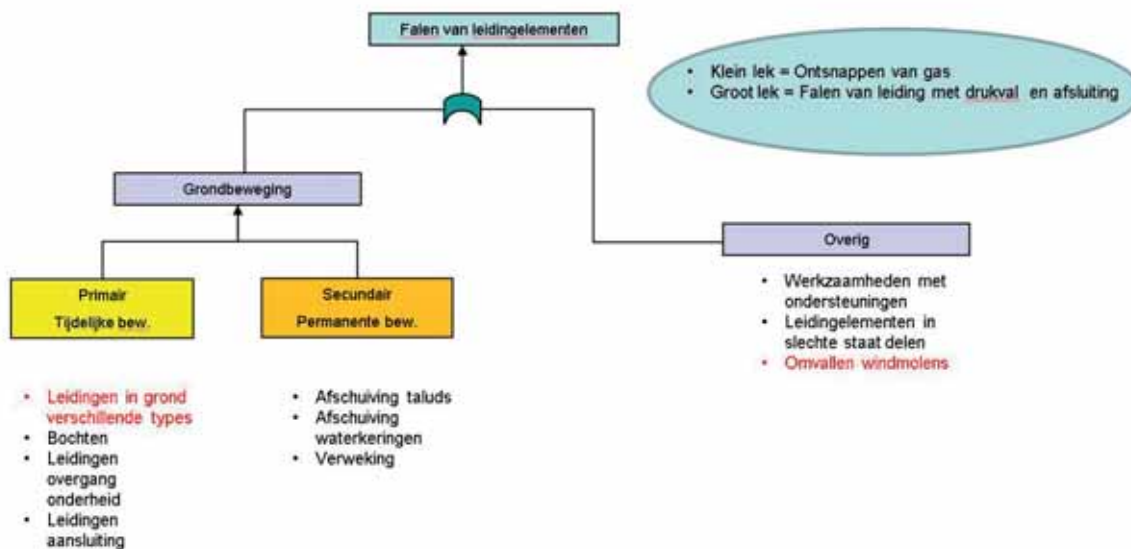 Falen van leidingelementen
• Klein lek = Ontsnappen van gas
• Groot lek = Falen van leiding met drukval en afsluiting
Grondbeweging
Overig
Primair
Tijdelijke bew.
Secundair
Permanente bew.
• Werkzaamheden met
ondersteuningen
• Leidingelementen in
slechte staat delen
• Omvallen windmolens
• Leidingen in grond
verschillende types
• Bochten
• Leidingen
overgang
onderheid
• Leidingen
aansluiting
• Afschuiving taluds
• Afschuiving
waterkeringen
• Verweking